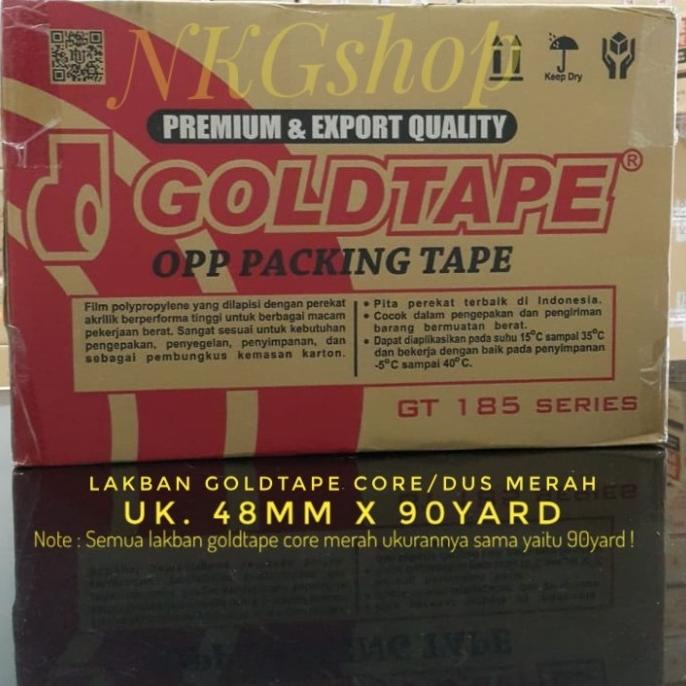 NKGshop
Keep Dry
PREMIUM & EXPORT QUALITY
GOLDTAPE®
OPP PACKING TAPE
Film polypropylene yang dilapisi dengan perekat
akrilik berperforma tinggi untuk berbagai macam
pekerjaan berat. Sangat sesuai untuk kebutuhan
pengepakan, penyegelan, penyimpanan, dan
sebagai pembungkus kemasan karton.
• Pita perekat terbaik di Indonesia.
• Cocok dalam pengepakan dan pengiriman
barang bermuatan berat.
• Dapat diaplikasikan pada suhu 15°C sampai 35°C
dan bekerja dengan baik pada penyimpanan
-5°C sampai 40°C.
GT 185 SERIES
LAKBAN GOLDTAPE CORE/DUS MERAH
UK. 48MM X 90YARD
Note : Semua lakban goldtape core merah ukurannya sama yaitu 90yard !